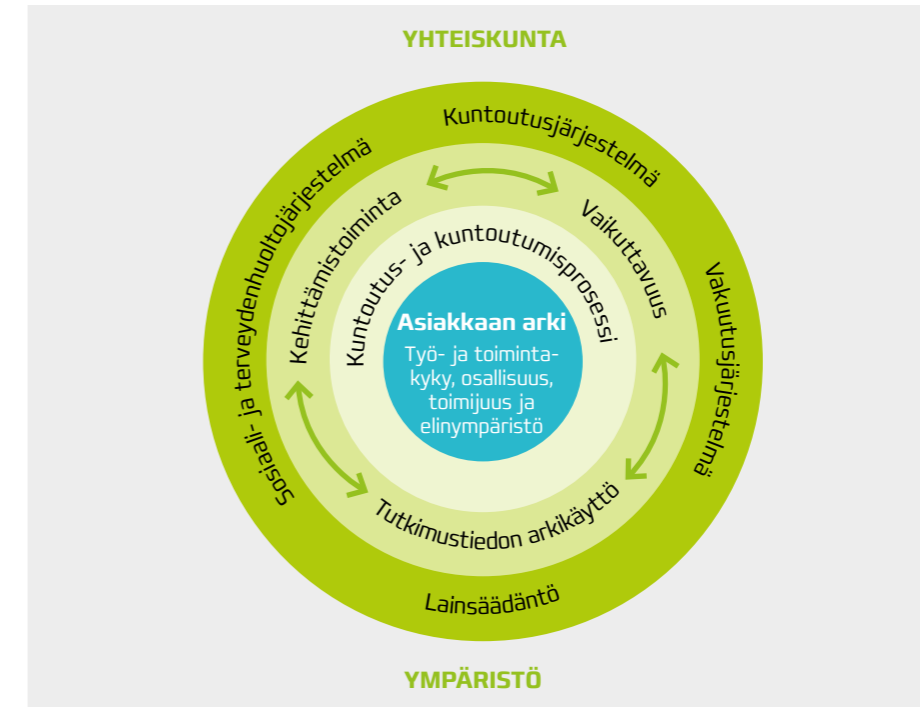 YHTEISKUNTA
Kuntoutusjärjestelmä
Sosiaali- ja terveydenhuoltojärjestelmä
Vakuutusjärjestelmä
Lainsäädäntö
Kehittämistoiminta
Vaikuttavuus
Tutkimustiedon arkikäyttö
Kuntoutus- ja kuntoutumisprosessi
Asiakkaan arki
Työ- ja toiminta-
kyky, osallisuus,
toimijuus ja
elinympäristö
YMPÄRISTÖ